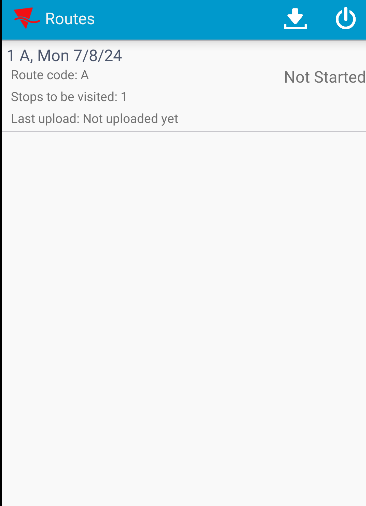 Routes
1 A, Mon 7/8/24
Route code: A
Not Started
Stops to be visited: 1
Last upload: Not uploaded yet